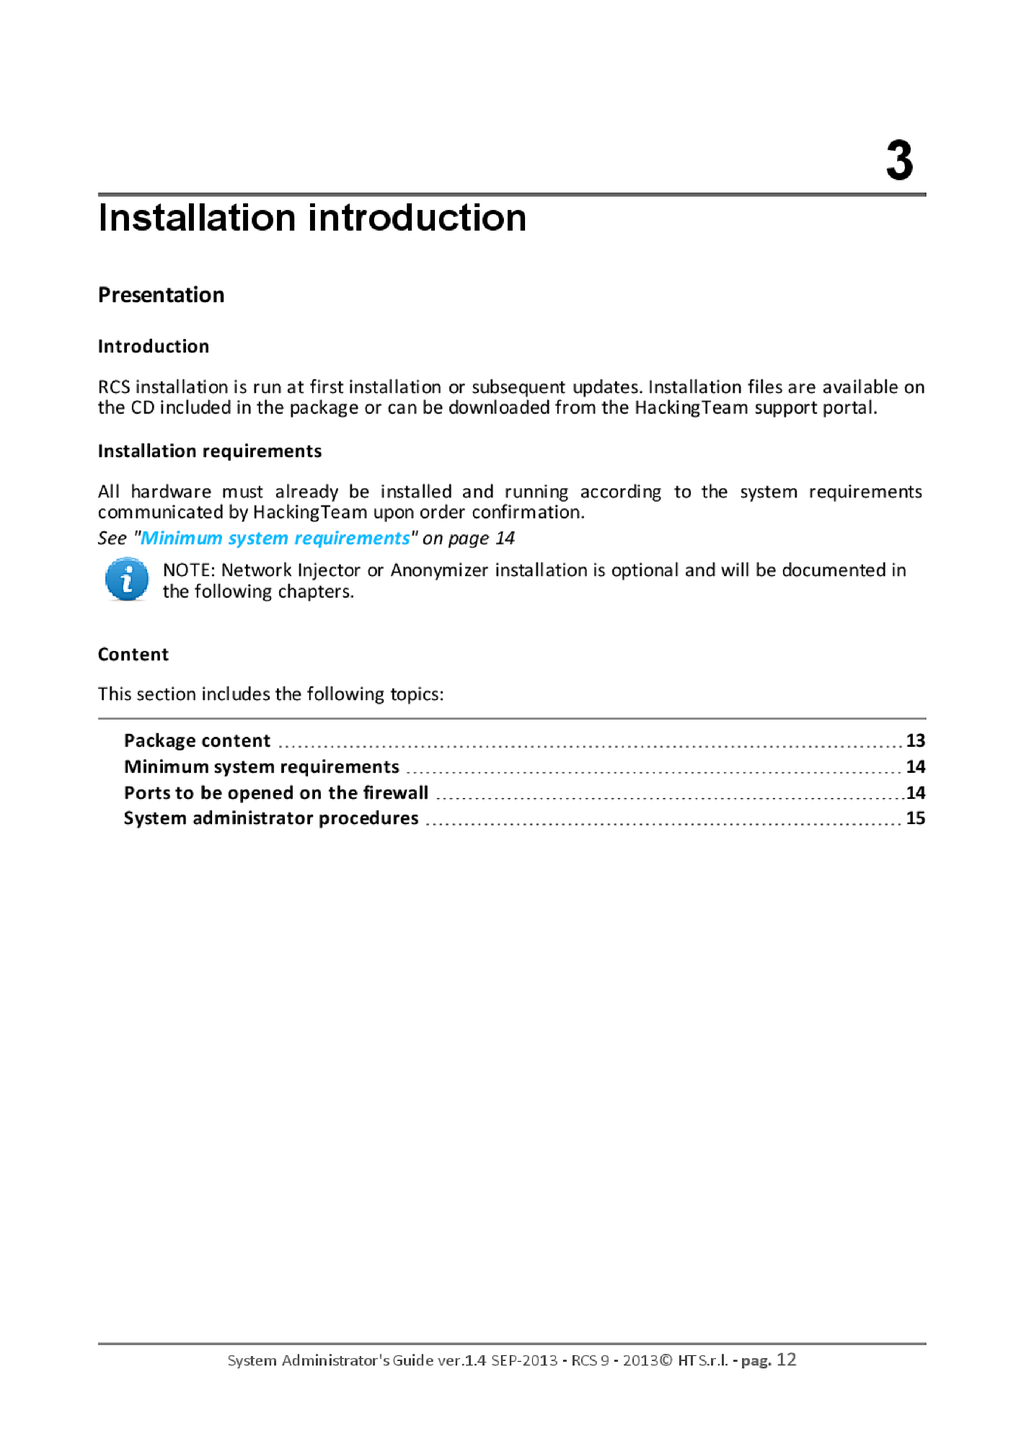 3
Installation introduction
Presentation
Introduction
RCS installation is run at first installation or subsequent updates. Installation files are available on
the CD included in the package or can be downloaded from the HackingTeam support portal.
Installation requirements
All hardware must already be installed and running according to the system requirements
communicated by HackingTeam upon order confirmation.
See "Minimum system requirements" on page 14
NOTE: Network Injector or Anonymizer installation is optional and will be documented in
the following chapters.
Content
This section includes the following topics:
Package content 13
Minimum system requirements 14
Ports to be opened on the firewall 14
System administrator procedures 15
System Administrator's Guide ver.1.4 SEP-2013 - RCS 9 - 2013© HT S.r.l. - pag. 12